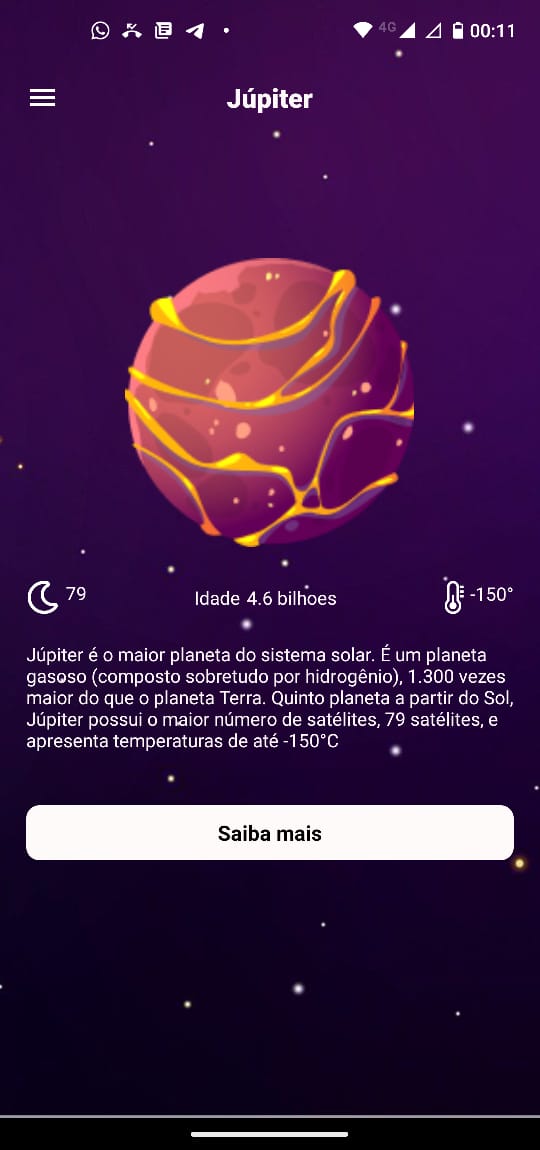 4G 00:11
Júpiter
79 Idade 4.6 bilhoes -150°
Júpiter é o maior planeta do sistema solar. É um planeta
gasoso (composto sobretudo por hidrogênio), 1.300 vezes
maior do que o planeta Terra. Quinto planeta a partir do Sol,
Júpiter possui o maior número de satélites, 79 satélites, e
apresenta temperaturas de até -150°C
Saiba mais